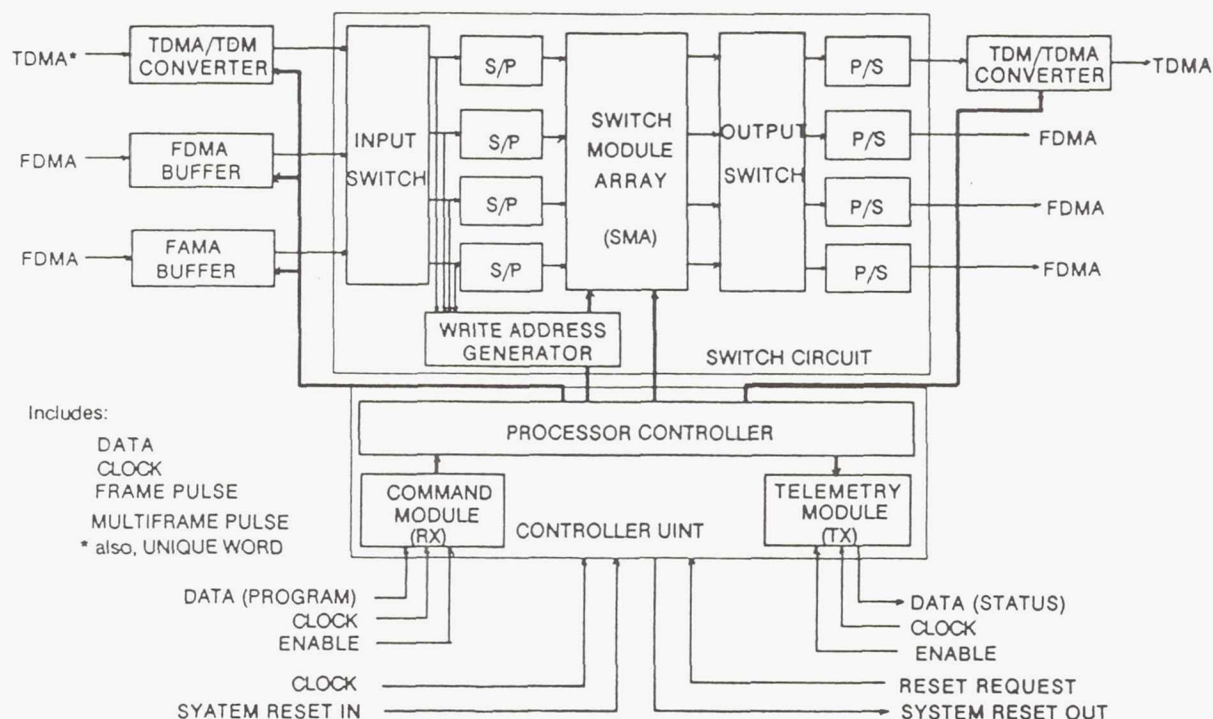 TDMA*
TDMA/TDM
CONVERTER
FDMA
FDMA
BUFFER
FDMA
FAMA
BUFFER
INPUT
SWITCH
S/P
S/P
S/P
S/P
SWITCH
MODULE
ARRAY
(SMA)
OUTPUT
SWITCH
P/S
P/S
P/S
P/S
TDM/TDMA
CONVERTER
TDMA
FDMA
FDMA
FDMA
WRITE ADDRESS
GENERATOR
SWITCH CIRCUIT
Includes:
DATA
CLOCK
FRAME PULSE
MULTIFRAME PULSE
* also, UNIQUE WORD
PROCESSOR CONTROLLER
COMMAND
MODULE
(RX)
CONTROLLER UINT
TELEMETRY
MODULE
(TX)
DATA (PROGRAM)
CLOCK
ENABLE
CLOCK
SYATEM RESET IN
DATA (STATUS)
CLOCK
ENABLE
RESET REQUEST
SYSTEM RESET OUT